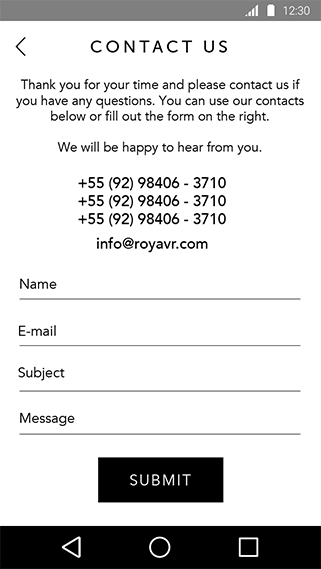 12:30
CONTACT US
Thank you for your time and please contact us if
you have any questions. You can use our contacts
below or fill out the form on the right.
We will be happy to hear from you.
+55 (92) 98406 - 3710
+55 (92) 98406 - 3710
+55 (92) 98406 - 3710
info@royavr.com
Name
E-mail
Subject
Message
SUBMIT